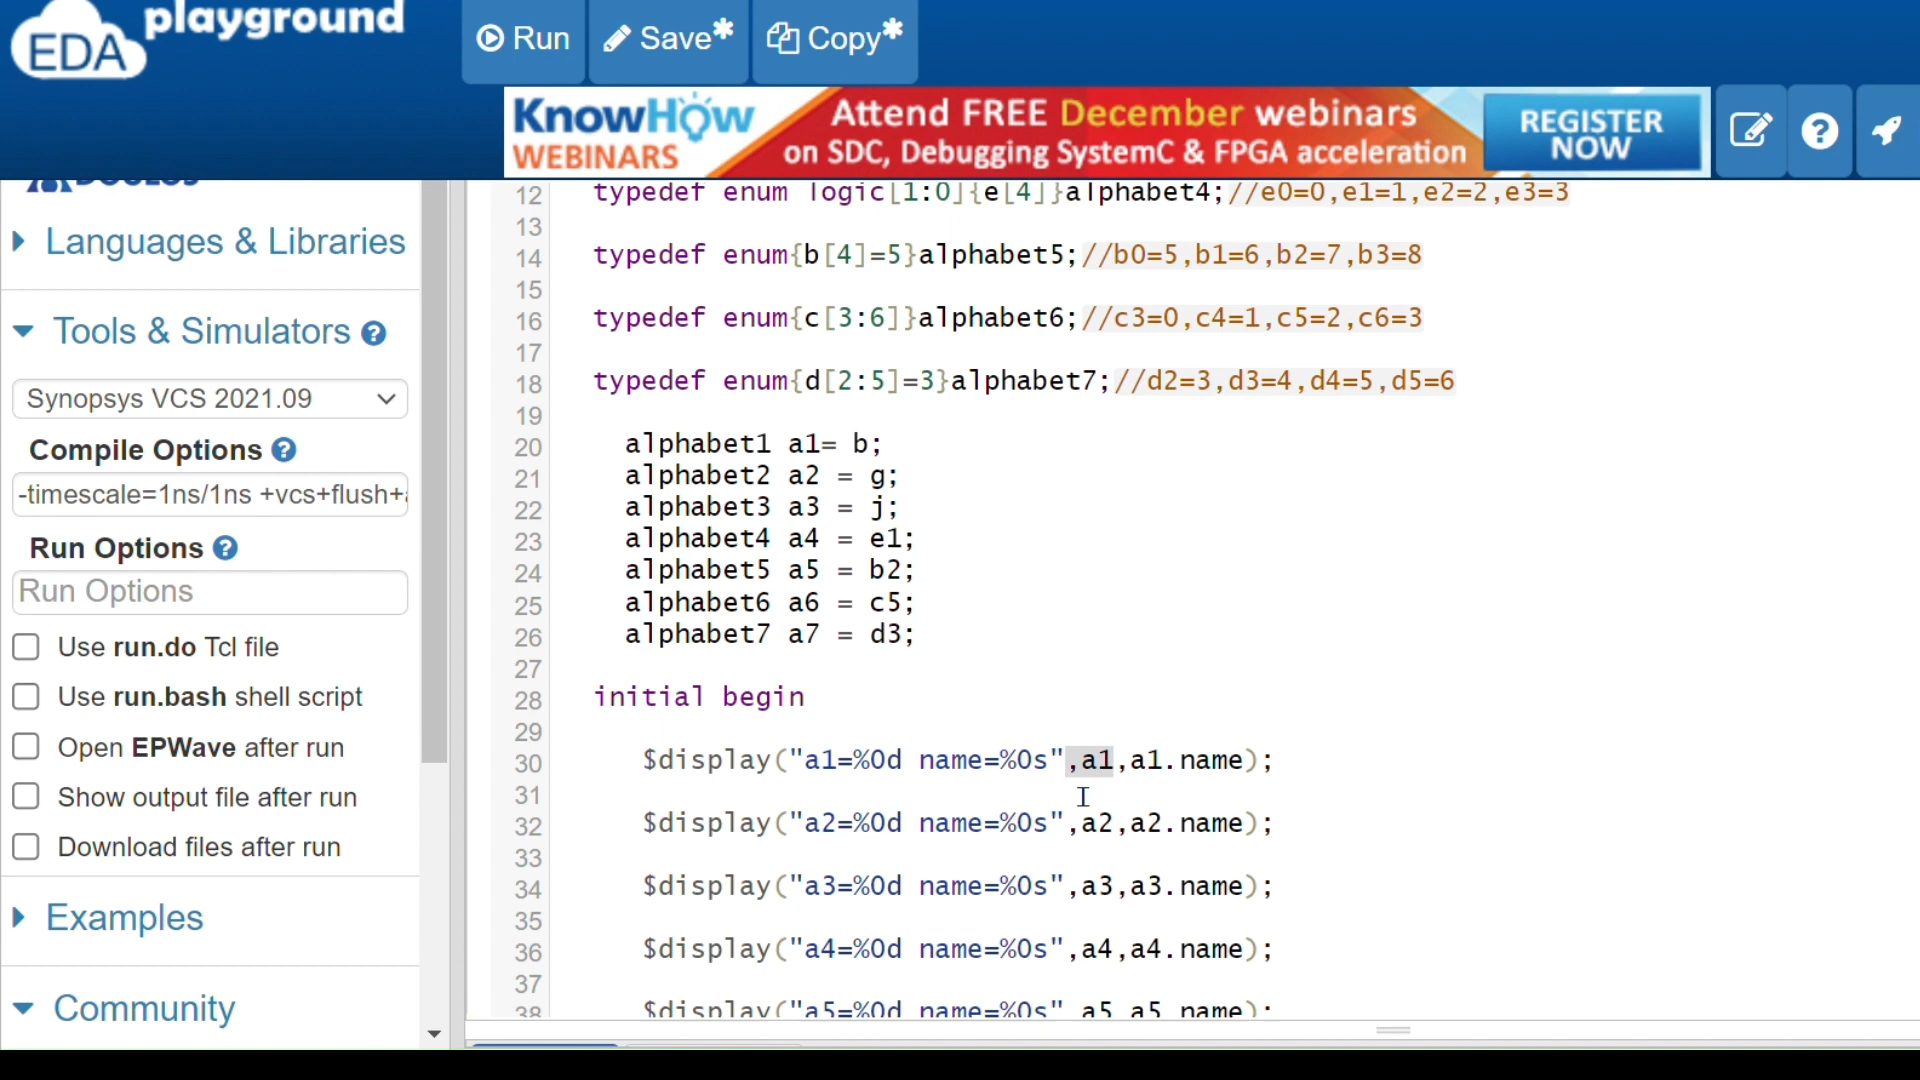 EDA playground
Run
Save*
Copy*
KnowHow WEBINARS
Attend FREE December webinars
on SDC, Debugging SystemC & FPGA acceleration
REGISTER NOW
DOULOS
Languages & Libraries
Tools & Simulators ?
Synopsys VCS 2021.09
Compile Options ?
-timescale=1ns/1ns +vcs+flush+
Run Options ?
Run Options
Use run.do Tcl file
Use run.bash shell script
Open EPWave after run
Show output file after run
Download files after run
Examples
Community
12 typedef enum logic[1:0]{e[4]}alphabet4;//e0=0,e1=1,e2=2,e3=3
13
14 typedef enum{b[4]=5}alphabet5;//b0=5,b1=6,b2=7,b3=8
15
16 typedef enum{c[3:6]}alphabet6;//c3=0,c4=1,c5=2,c6=3
17
18 typedef enum{d[2:5]=3}alphabet7;//d2=3,d3=4,d4=5,d5=6
19
20 alphabet1 a1= b;
21 alphabet2 a2 = g;
22 alphabet3 a3 = j;
23 alphabet4 a4 = e1;
24 alphabet5 a5 = b2;
25 alphabet6 a6 = c5;
26 alphabet7 a7 = d3;
27
28 initial begin
29
30 $display("a1=%0d name=%0s",a1,a1.name);
31
32 $display("a2=%0d name=%0s",a2,a2.name);
33
34 $display("a3=%0d name=%0s",a3,a3.name);
35
36 $display("a4=%0d name=%0s",a4,a4.name);
37
38 $display("a5=%0d name=%0s",a5,a5.name);